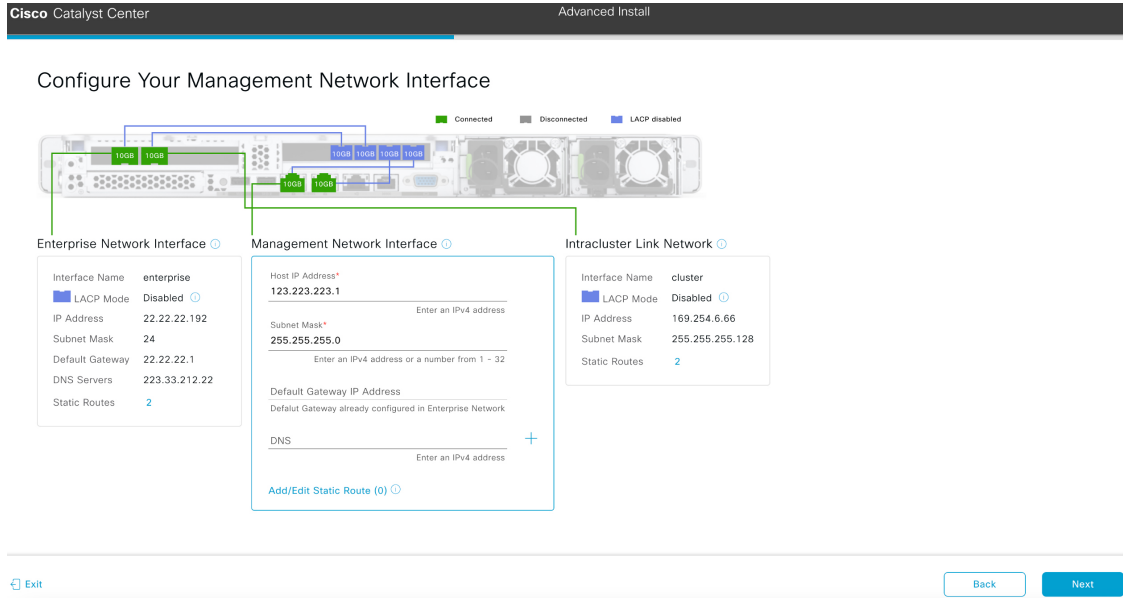 Cisco Catalyst Center
Advanced Install
Configure Your Management Network Interface
Connected
Disconnected
LACP disabled
10GB 10GB
10GB 10GB 10GB 10GB
10GB 10GB
Enterprise Network Interface
Interface Name enterprise
LACP Mode Disabled
IP Address 22.22.22.192
Subnet Mask 24
Default Gateway 22.22.22.1
DNS Servers 223.33.212.22
Static Routes 2
Management Network Interface
Host IP Address*
123.223.223.1
Enter an IPv4 address
Subnet Mask*
255.255.255.0
Enter an IPv4 address or a number from 1 - 32
Default Gateway IP Address
Defalut Gateway already configured in Enterprise Network
DNS
Enter an IPv4 address
Add/Edit Static Route (0)
Intracluster Link Network
Interface Name cluster
LACP Mode Disabled
IP Address 169.254.6.66
Subnet Mask 255.255.255.128
Static Routes 2
Exit
Back
Next